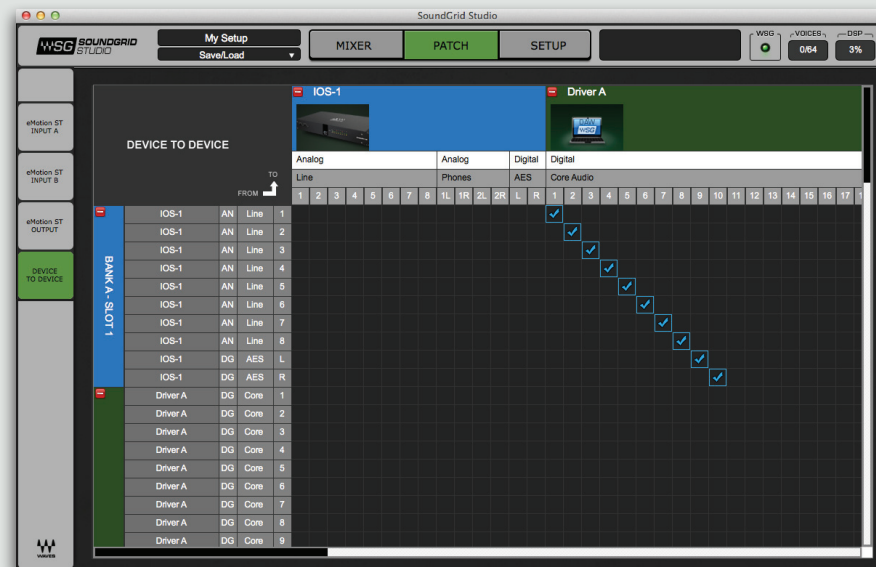 SoundGrid Studio
WSG SOUNDGRID STUDIO
My Setup
Save/Load
MIXER PATCH SETUP
WSG VOICES DSP
0/64 3%
eMotion ST INPUT A
eMotion ST INPUT B
eMotion ST OUTPUT
DEVICE TO DEVICE
WAVES
DEVICE TO DEVICE
TO
FROM
IOS-1 Driver A
WSG
Analog Analog Digital Digital
Line Phones AES Core Audio
1 2 3 4 5 6 7 8 1L 1R 2L 2R L R 1 2 3 4 5 6 7 8 9 10 11 12 13 14 15 16 17
BANK A - SLOT 1
IOS-1 AN Line 1
IOS-1 AN Line 2
IOS-1 AN Line 3
IOS-1 AN Line 4
IOS-1 AN Line 5
IOS-1 AN Line 6
IOS-1 AN Line 7
IOS-1 AN Line 8
IOS-1 DG AES L
IOS-1 DG AES R
Driver A DG Core 1
Driver A DG Core 2
Driver A DG Core 3
Driver A DG Core 4
Driver A DG Core 5
Driver A DG Core 6
Driver A DG Core 7
Driver A DG Core 8
Driver A DG Core 9